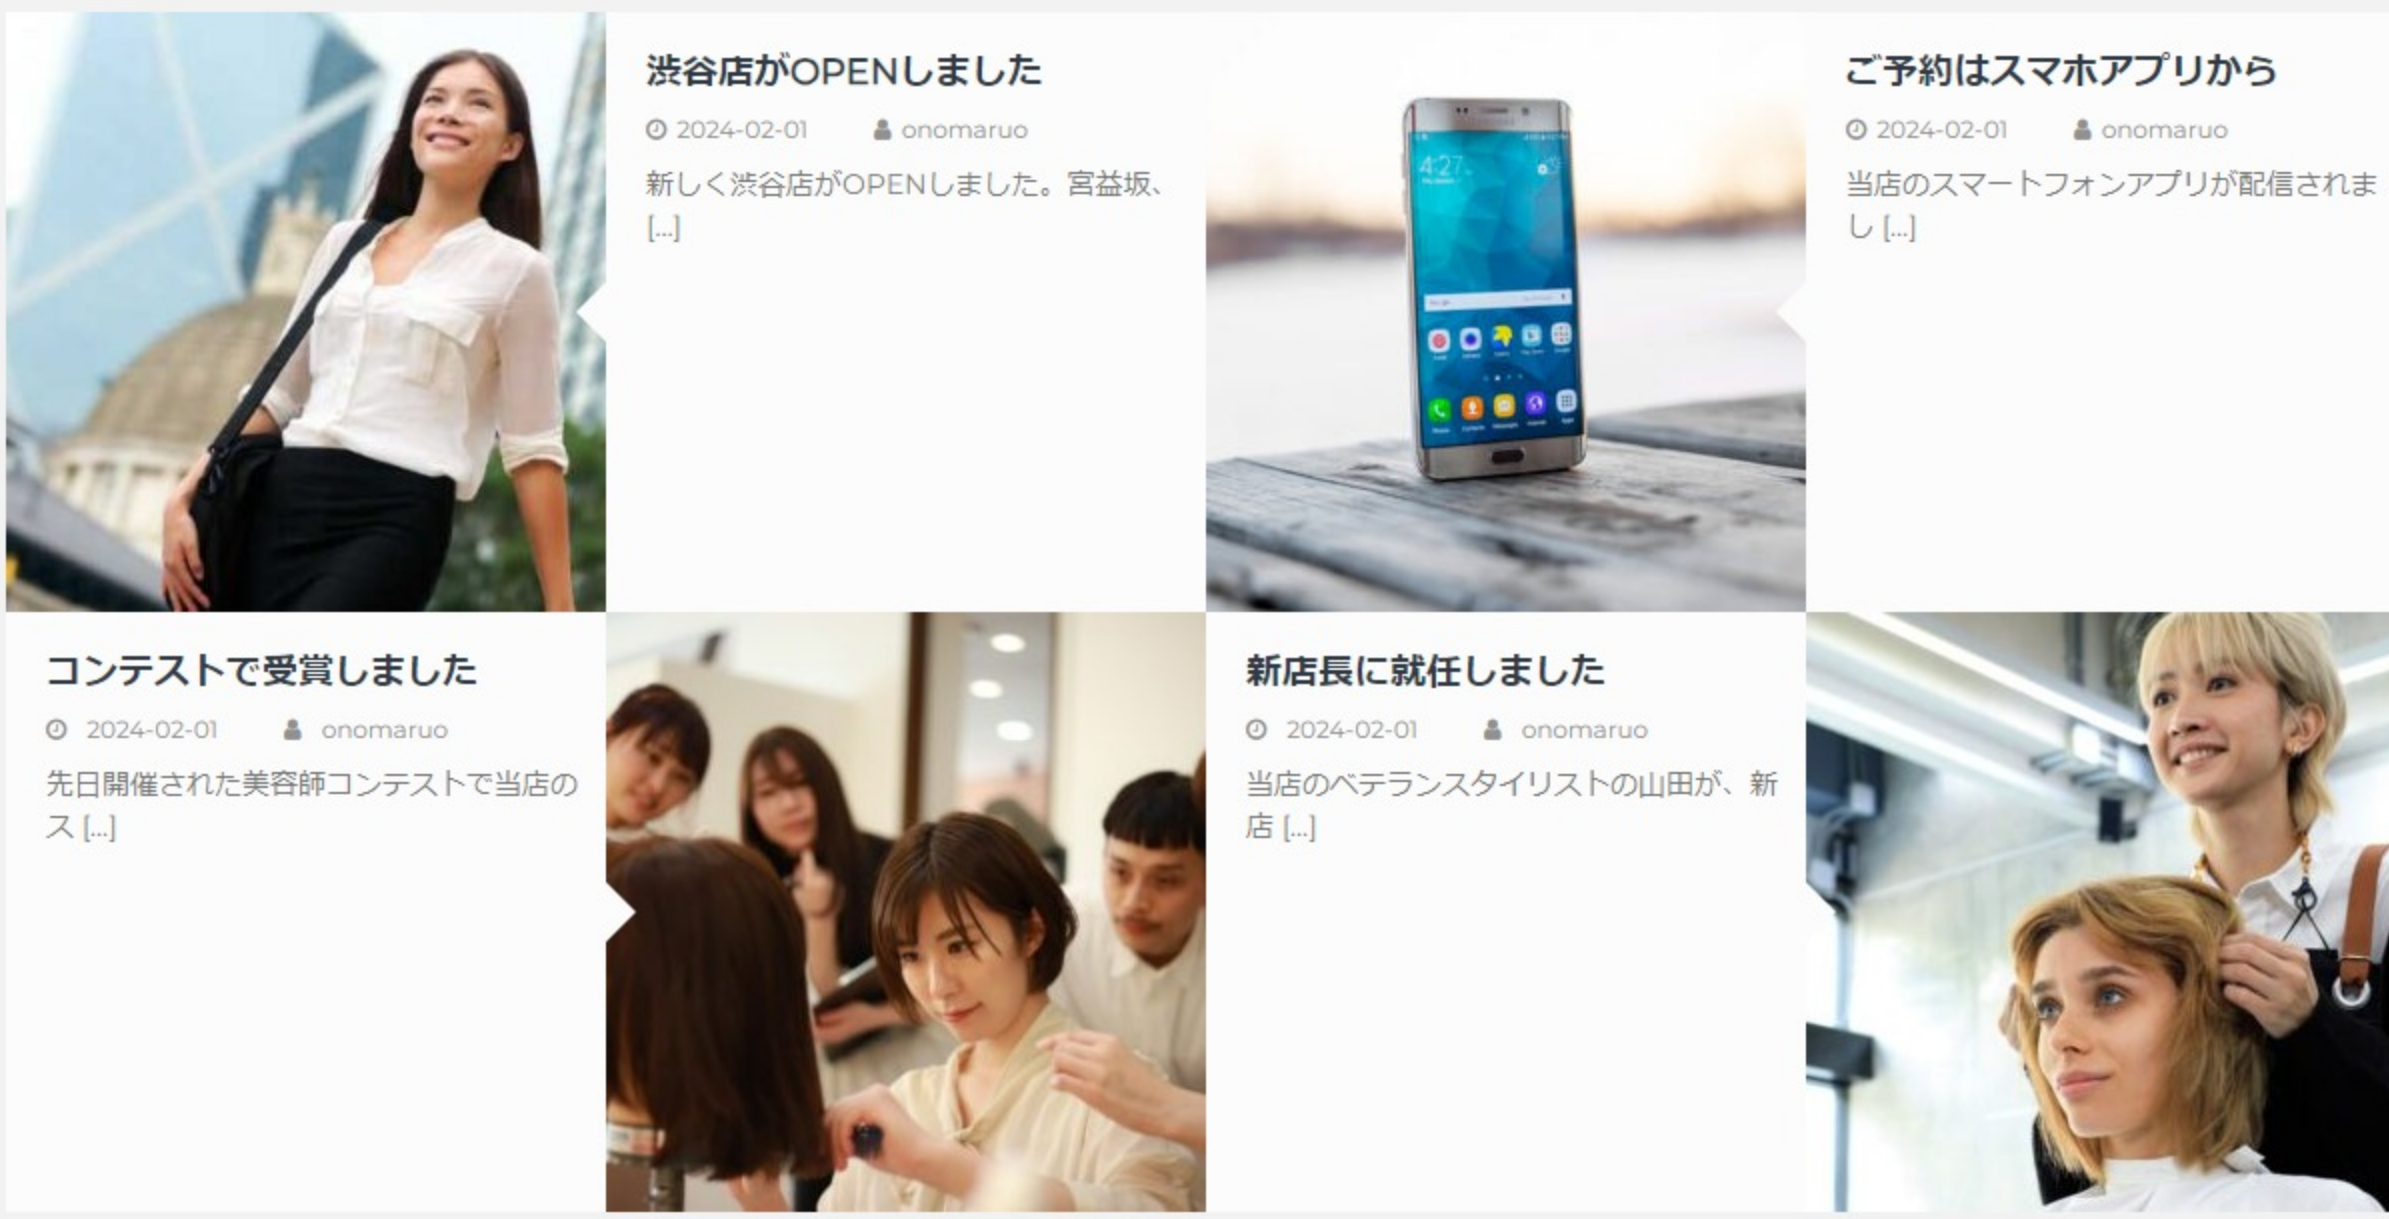 渋谷店がOPENしました
2024-02-01 onomaruo
新しく渋谷店がOPENしました。宮益坂、
[...]
4:27
ご予約はスマホアプリから
2024-02-01 onomaruo
当店のスマートフォンアプリが配信されま
し [...]
コンテストで受賞しました
2024-02-01 onomaruo
先日開催された美容師コンテストで当店の
ス [...]
新店長に就任しました
2024-02-01 onomaruo
当店のベテランスタイリストの山田が、新
店 [...]